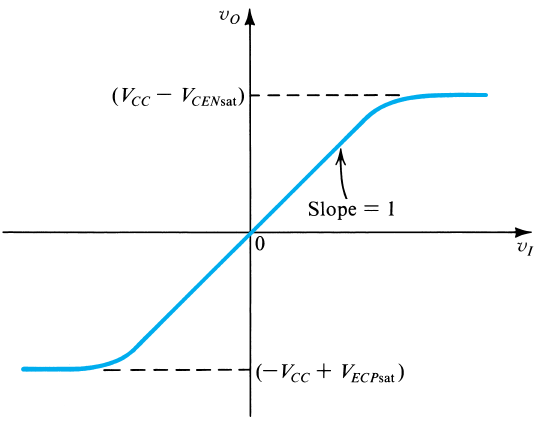 v_O
(V_CC − V_CENsat)
Slope = 1
0
v_I
(−V_CC + V_ECPsat)